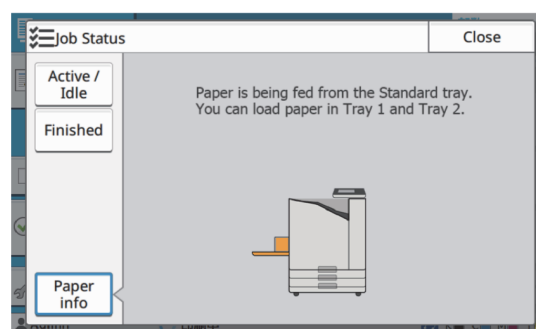 Job Status
Close
Active /
Idle
Finished
Paper is being fed from the Standard tray.
You can load paper in Tray 1 and Tray 2.
Paper
info